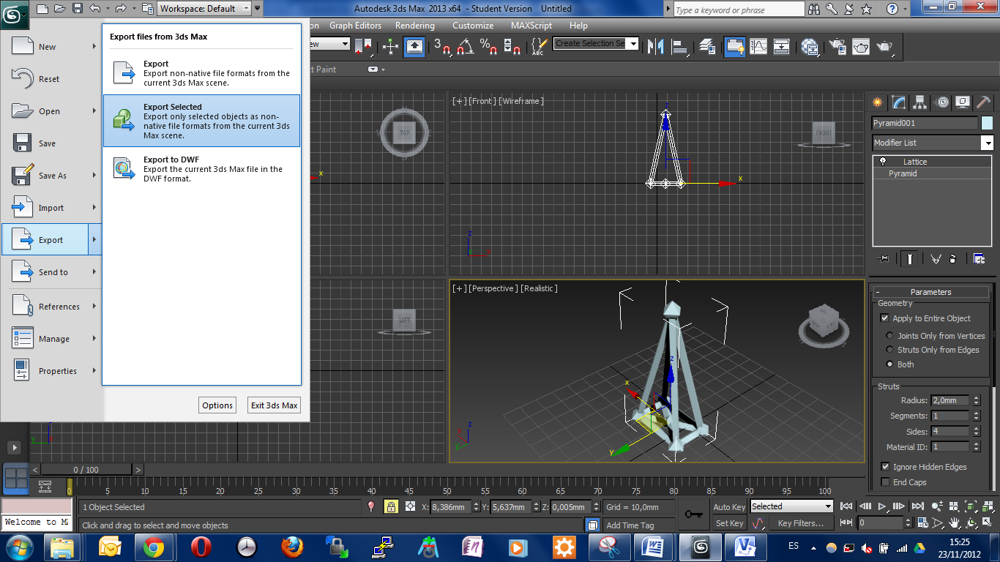 Workspace: Default
Autodesk 3ds Max 2013 x64 - Student Version Untitled
Type a keyword or phrase
on Graph Editors Rendering Customize MAXScript Help
ew
3
Create Selection Se
t Paint
New
Reset
Open
Save
Save As
Import
Export
Send to
References
Manage
Properties
Export files from 3ds Max
Export
Export non-native file formats from the
current 3ds Max scene.
Export Selected
Export only selected objects as non-
native file formats from the current 3ds
Max scene.
Export to DWF
Export the current 3ds Max file in the
DWF format.
Options
Exit 3ds Max
TOP
x
LEFT
y
[+][Front][Wireframe]
FRONT
z
x
z
y
x
[+][Perspective][Realistic]
z
x
y
z
y
Pyramid001
Modifier List
Lattice
Pyramid
- Parameters
Geometry
Apply to Entire Object
Joints Only from Vertices
Struts Only from Edges
Both
Struts
Radius: 2,0mm
Segments: 1
Sides: 4
Material ID: 1
Ignore Hidden Edges
End Caps
< 0 / 100 >
0 5 10 15 20 25 30 35 40 45 50 55 60 65 70 75 80 85 90 95 100
1 Object Selected
X: 8,386mm Y: 5,637mm Z: 0,005mm
Grid = 10,0mm
Auto Key
Selected
Welcome to MA
Click and drag to select and move objects
Add Time Tag
Set Key
Key Filters...
0
ES
15:25
23/11/2012